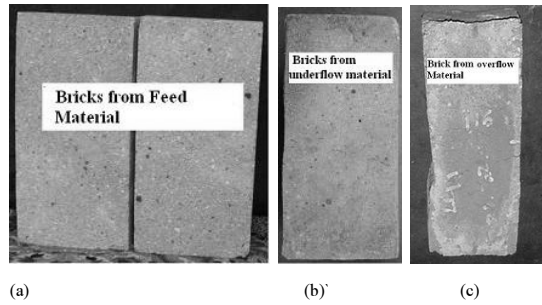 Bricks from Feed
Material
Bricks from
underflow material
Brick from overflow
Material
(a)
(b)`
(c)